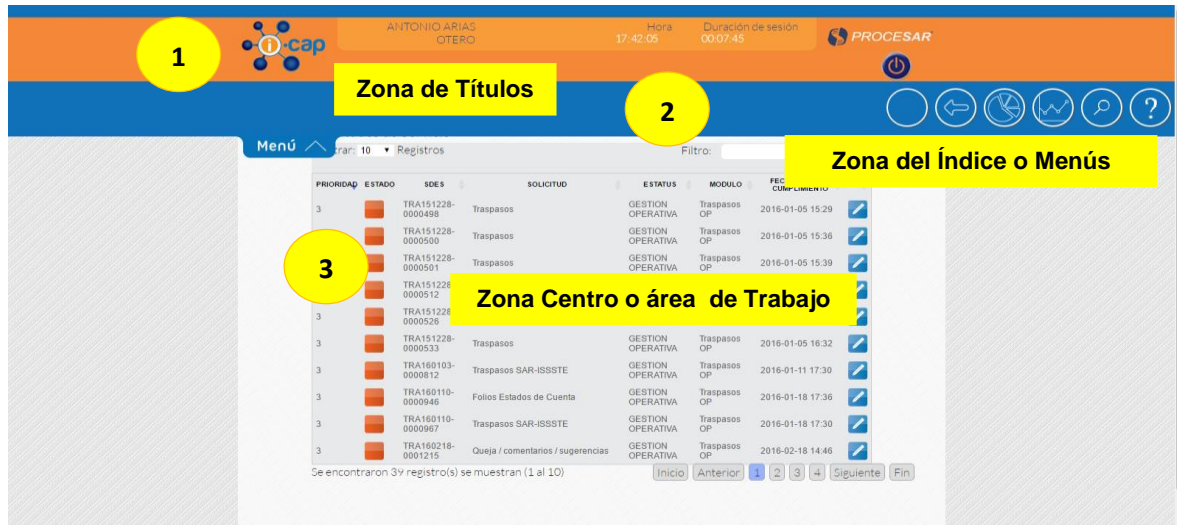 1
i-cap
ANTONIO ARIAS
OTERO
Hora
17:42:05
Duración de sesión
00:07:45
PROCESAR
Zona de Títulos
2
?
Menú
trar: 10 Registros
Filtro:
Zona del Índice o Menús
PRIORIDAD ESTADO SDES SOLICITUD ESTATUS MODULO CUMPLIMIENTO
3 TRA151228-0000498 Traspasos GESTION OPERATIVA Traspasos OP 2016-01-05 15:29
TRA151228-0000500 Traspasos GESTION OPERATIVA Traspasos OP 2016-01-05 15:36
TRA151228-0000501 Traspasos GESTION OPERATIVA Traspasos OP 2016-01-05 15:39
3
TRA151228-0000512
Zona Centro o área de Trabajo
3 TRA151228-0000526
3 TRA151228-0000533 Traspasos GESTION OPERATIVA Traspasos OP 2016-01-05 16:32
3 TRA160103-0000812 Traspasos SAR-ISSSTE GESTION OPERATIVA Traspasos OP 2016-01-11 17:30
3 TRA160110-0000946 Folios Estados de Cuenta GESTION OPERATIVA Traspasos OP 2016-01-18 17:36
3 TRA160110-0000967 Traspasos SAR-ISSSTE GESTION OPERATIVA Traspasos OP 2016-01-18 17:30
3 TRA160218-0001215 Queja / comentarios / sugerencias GESTION OPERATIVA Traspasos OP 2016-02-18 14:46
Se encontraron 39 registro(s) se muestran (1 al 10)
Inicio Anterior 1 2 3 4 Siguiente Fin